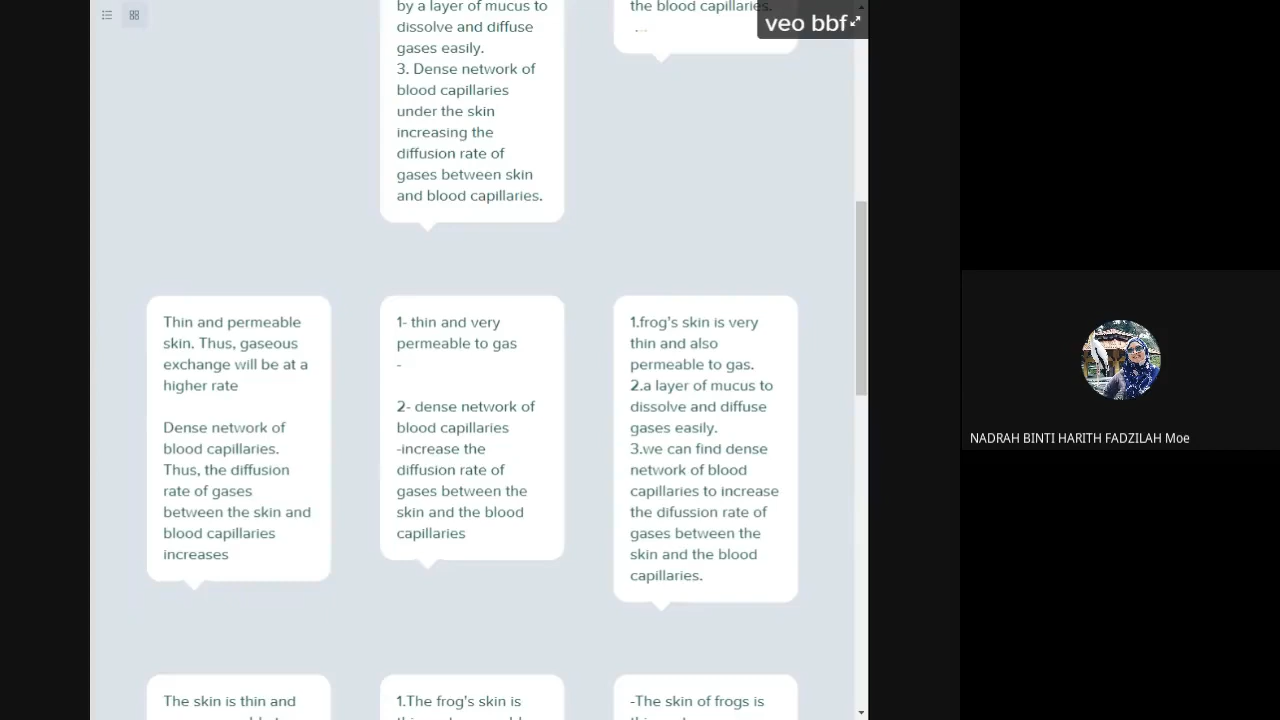 by a layer of mucus to
dissolve and diffuse
gases easily.
3. Dense network of
blood capillaries
under the skin
increasing the
diffusion rate of
gases between skin
and blood capillaries.
the blood capillaries.
...
veo bbf
Thin and permeable
skin. Thus, gaseous
exchange will be at a
higher rate
Dense network of
blood capillaries.
Thus, the diffusion
rate of gases
between the skin and
blood capillaries
increases
1- thin and very
permeable to gas
-
2- dense network of
blood capillaries
-increase the
diffusion rate of
gases between the
skin and the blood
capillaries
1.frog's skin is very
thin and also
permeable to gas.
2.a layer of mucus to
dissolve and diffuse
gases easily.
3.we can find dense
network of blood
capillaries to increase
the difussion rate of
gases between the
skin and the blood
capillaries.
The skin is thin and
1.The frog's skin is
-The skin of frogs is
NADRAH BINTI HARITH FADZILAH Moe